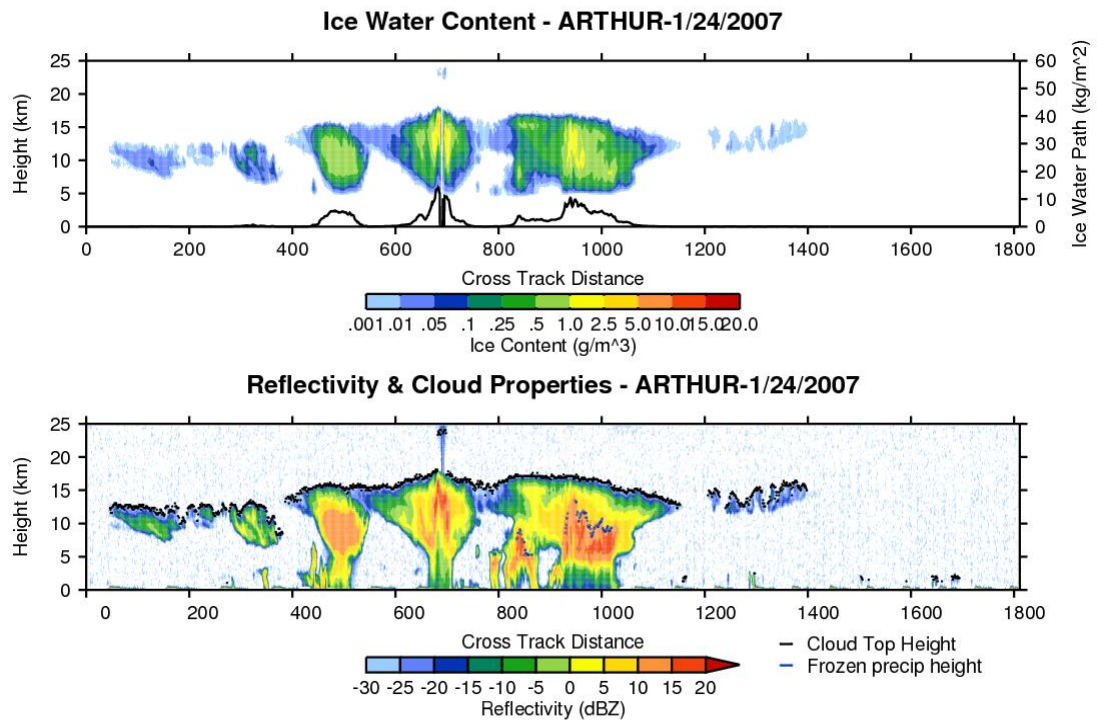 Ice Water Content - ARTHUR-1/24/2007
25 20 15 10 5 0
Height (km)
60 50 40 30 20 10 0
Ice Water Path (kg/m^2)
0 200 400 600 800 1000 1200 1400 1600 1800
Cross Track Distance
.001 .01 .05 .1 .25 .5 1.0 2.5 5.0 10.0 15.0 20.0
Ice Content (g/m^3)
Reflectivity & Cloud Properties - ARTHUR-1/24/2007
25 20 15 10 5 0
Height (km)
0 200 400 600 800 1000 1200 1400 1600 1800
Cross Track Distance
Cloud Top Height
Frozen precip height
-30 -25 -20 -15 -10 -5 0 5 10 15 20
Reflectivity (dBZ)